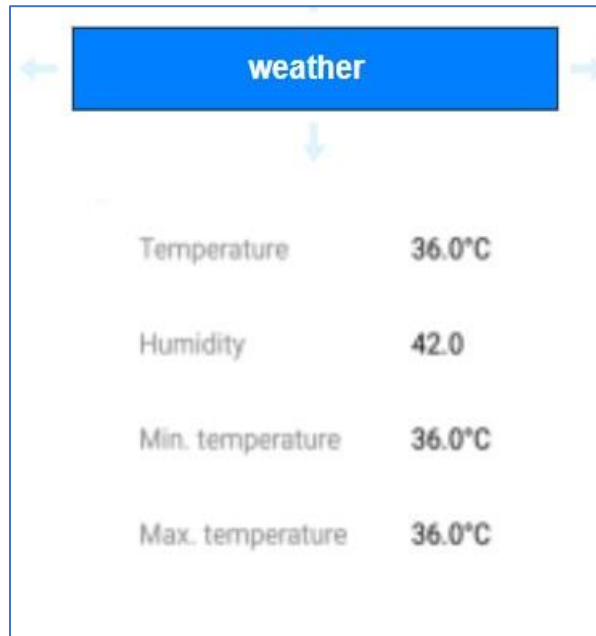 weather
Temperature 36.0°C
Humidity 42.0
Min. temperature 36.0°C
Max. temperature 36.0°C